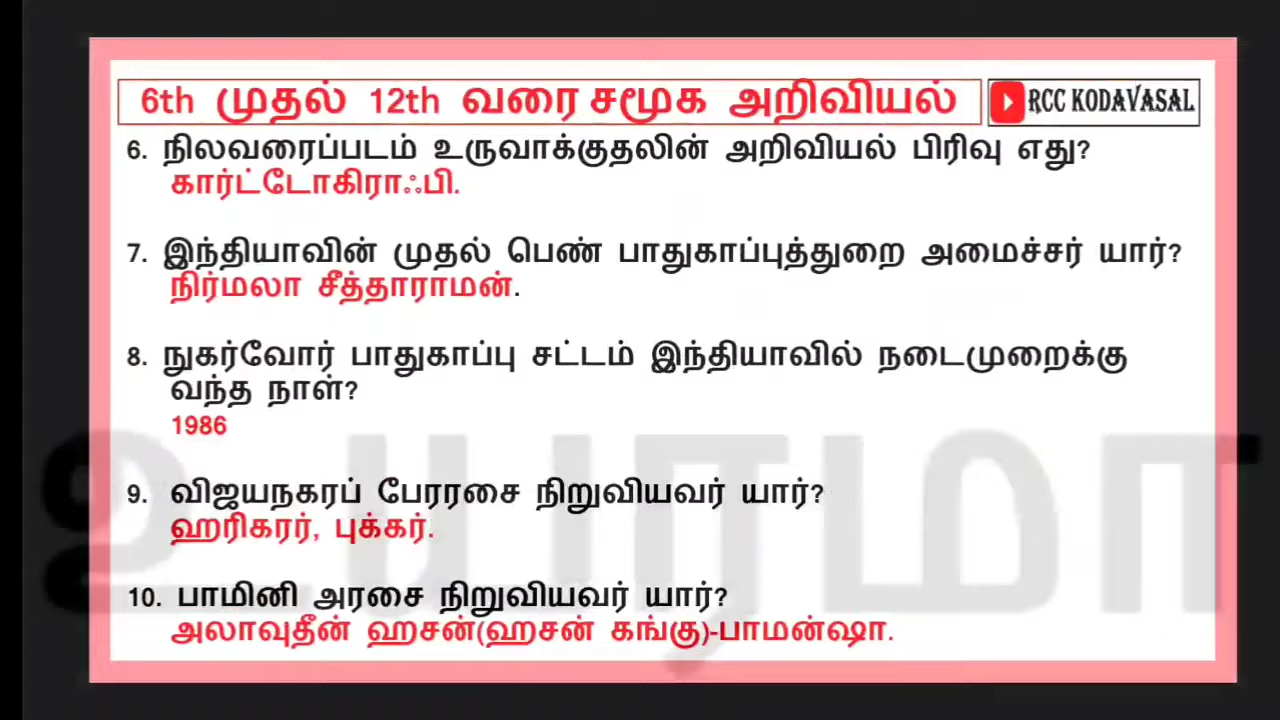 6th முதல் 12th வரை சமூக அறிவியல்
RCC KODAVASAL
6. நிலவரைப்படம் உருவாக்குதலின் அறிவியல் பிரிவு எது?
கார்ட்டோகிராஃபி.
7. இந்தியாவின் முதல் பெண் பாதுகாப்புத்துறை அமைச்சர் யார்?
நிர்மலா சீத்தாராமன்.
8. நுகர்வோர் பாதுகாப்பு சட்டம் இந்தியாவில் நடைமுறைக்கு
வந்த நாள்?
1986
9. விஜயநகரப் பேரரசை நிறுவியவர் யார்?
ஹரிகரர், புக்கர்.
10. பாமினி அரசை நிறுவியவர் யார்?
அலாவுதீன் ஹசன்(ஹசன் கங்கு)-பாமன்ஷா.